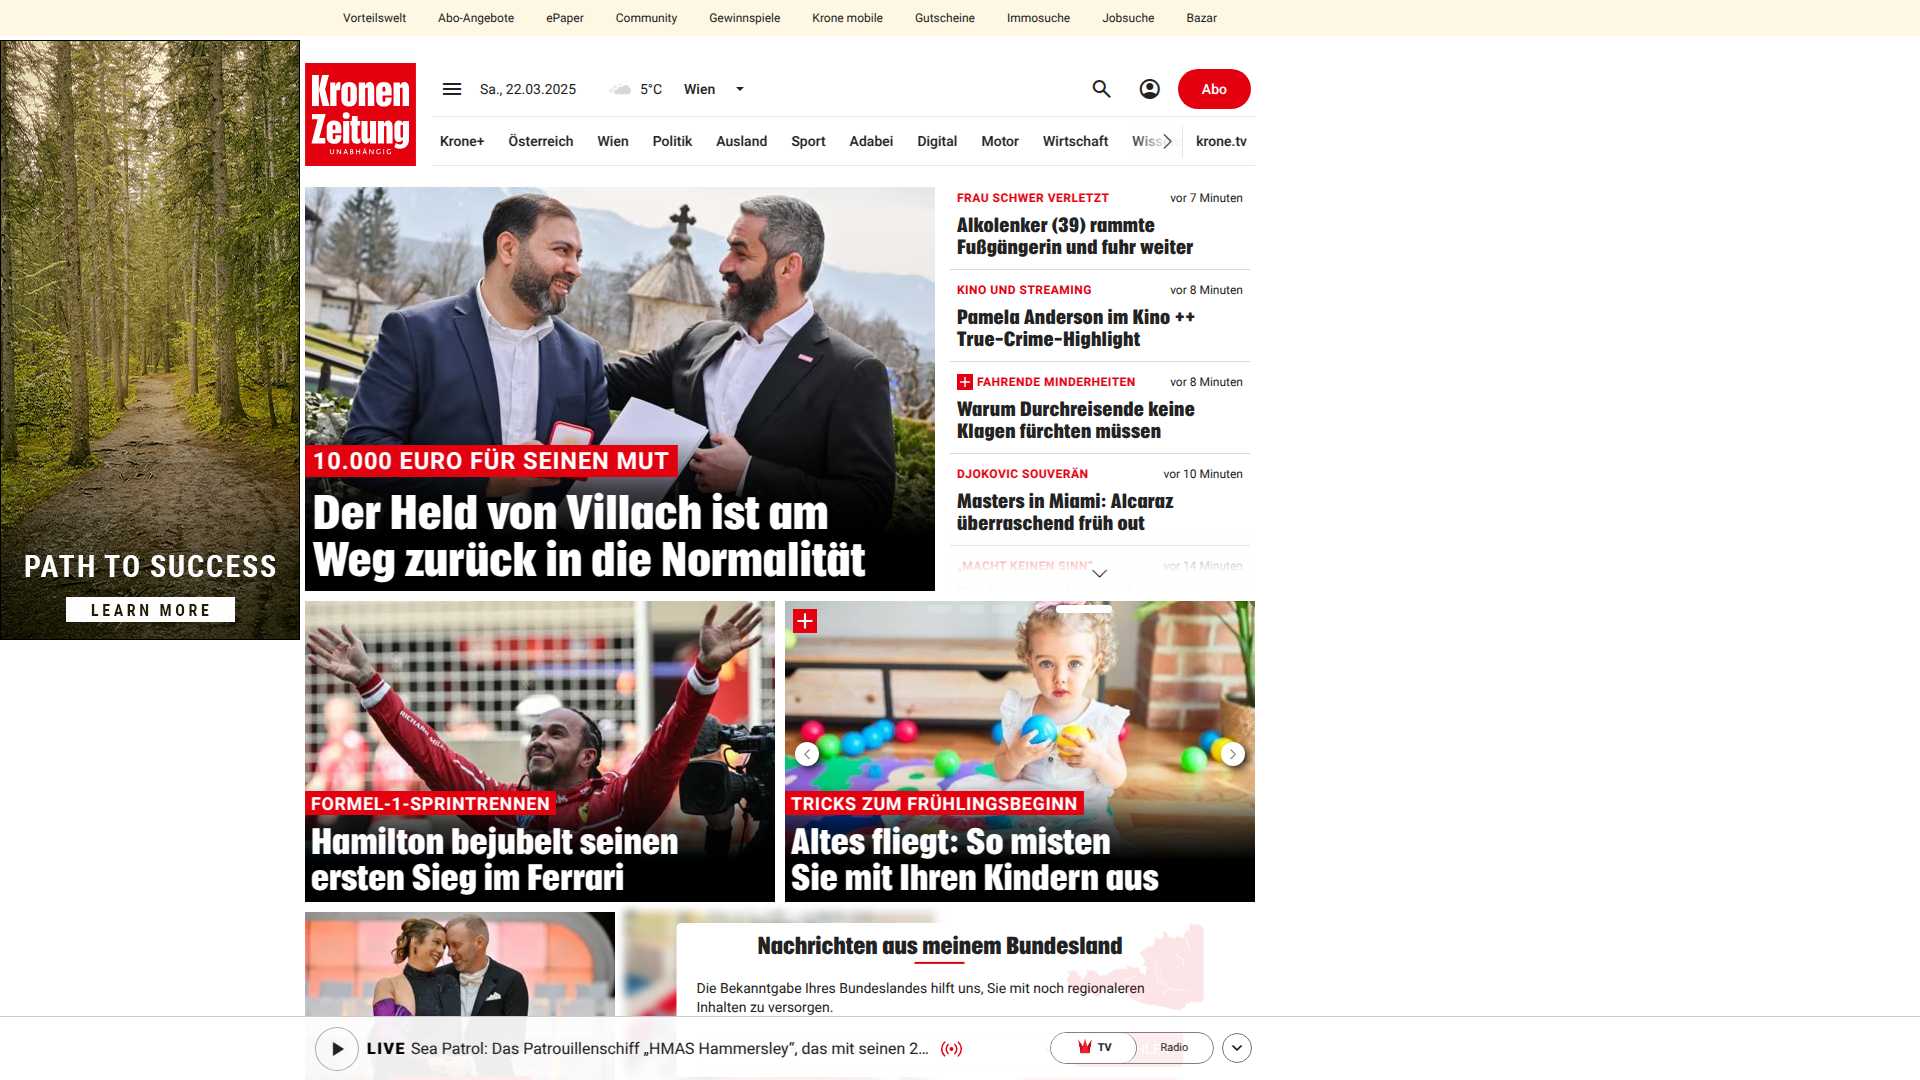 Vorteilswelt Abo-Angebote ePaper Community Gewinnspiele Krone mobile Gutscheine Immosuche Jobsuche Bazar
Kronen
Zeitung
UNABHÄNGIG
Sa., 22.03.2025 5°C Wien
Abo
Krone+ Österreich Wien Politik Ausland Sport Adabei Digital Motor Wirtschaft krone.tv
PATH TO SUCCESS
LEARN MORE
10.000 EURO FÜR SEINEN MUT
Der Held von Villach ist am
Weg zurück in die Normalität
FRAU SCHWER VERLETZT vor 7 Minuten
Alkolenker (39) rammte
Fußgängerin und fuhr weiter
KINO UND STREAMING vor 8 Minuten
Pamela Anderson im Kino ++
True-Crime-Highlight
FAHRENDE MINDERHEITEN vor 8 Minuten
Warum Durchreisende keine
Klagen fürchten müssen
DJOKOVIC SOUVERÄN vor 10 Minuten
Masters in Miami: Alcaraz
überraschend früh out
„MACHT KEINEN SINN“ vor 14 Minuten
RICHARD MILLE
FORMEL-1-SPRINTRENNEN
Hamilton bejubelt seinen
ersten Sieg im Ferrari
TRICKS ZUM FRÜHLINGSBEGINN
Altes fliegt: So misten
Sie mit Ihren Kindern aus
Nachrichten aus meinem Bundesland
Die Bekanntgabe Ihres Bundeslandes hilft uns, Sie mit noch regionaleren
Inhalten zu versorgen.
LIVE Sea Patrol: Das Patrouillenschiff „HMAS Hammersley“, das mit seinen 2...
TV Radio